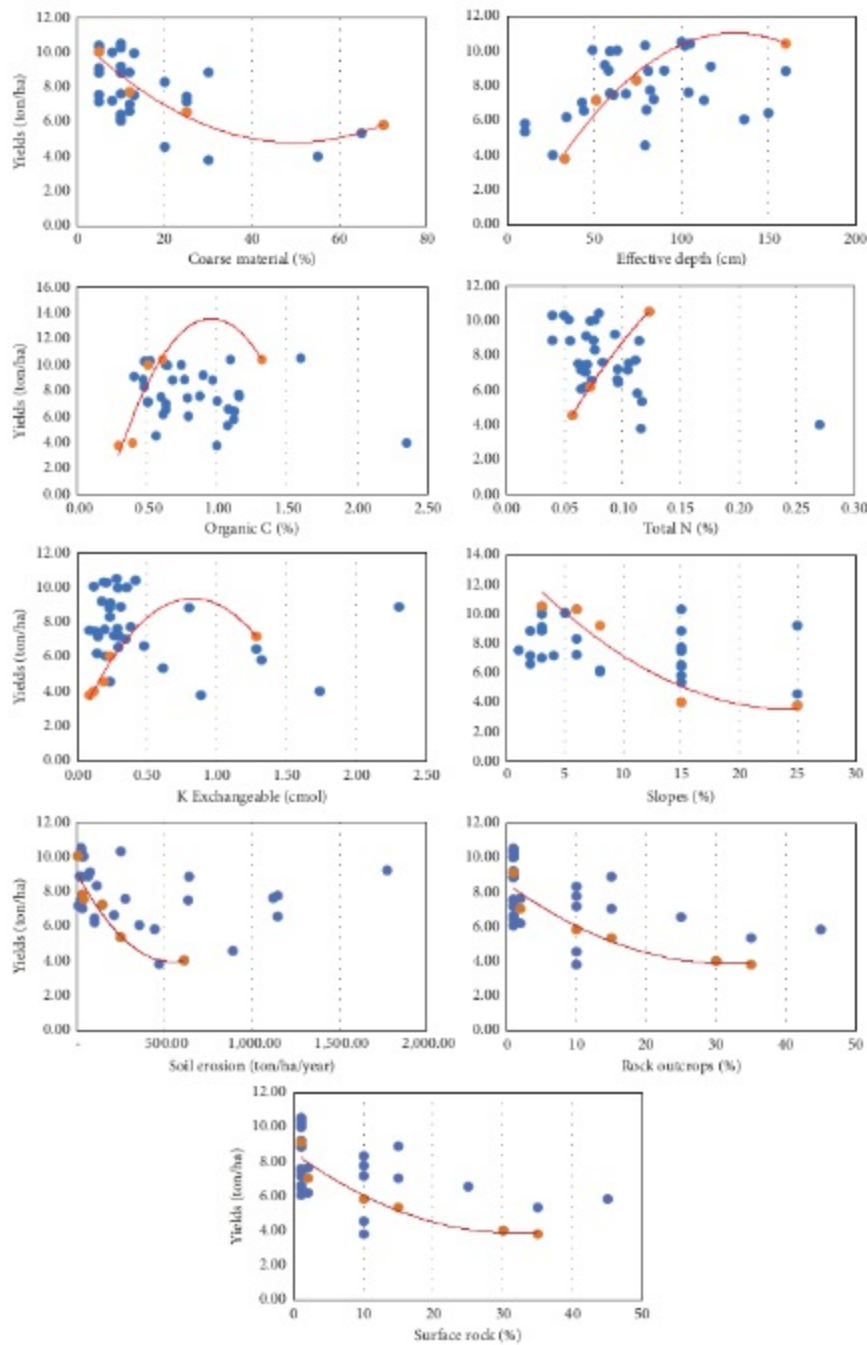 Yields (ton/ha)
12.00
10.00
8.00
6.00
4.00
2.00
0.00
0 20 40 60 80
Coarse material (%)
12.00
10.00
8.00
6.00
4.00
2.00
0.00
0 50 100 150 200
Effective depth (cm)
Yields (ton/ha)
16.00
14.00
12.00
10.00
8.00
6.00
4.00
2.00
0.00
0.00 0.50 1.00 1.50 2.00 2.50
Organic C (%)
12.00
10.00
8.00
6.00
4.00
2.00
0.00
0.00 0.05 0.10 0.15 0.20 0.25 0.30
Total N (%)
Yields (ton/ha)
12.00
10.00
8.00
6.00
4.00
2.00
0.00
0.00 0.50 1.00 1.50 2.00 2.50
K Exchangeable (cmol)
14.00
12.00
10.00
8.00
6.00
4.00
2.00
0.00
0 5 10 15 20 25 30
Slopes (%)
Yields (ton/ha)
12.00
10.00
8.00
6.00
4.00
2.00
0.00
- 500.00 1,000.00 1,500.00 2,000.00
Soil erosion (ton/ha/year)
12.00
10.00
8.00
6.00
4.00
2.00
0.00
0 10 20 30 40 50
Rock outcrops (%)
Yields (ton/ha)
12.00
10.00
8.00
6.00
4.00
2.00
0.00
0 10 20 30 40 50
Surface rock (%)